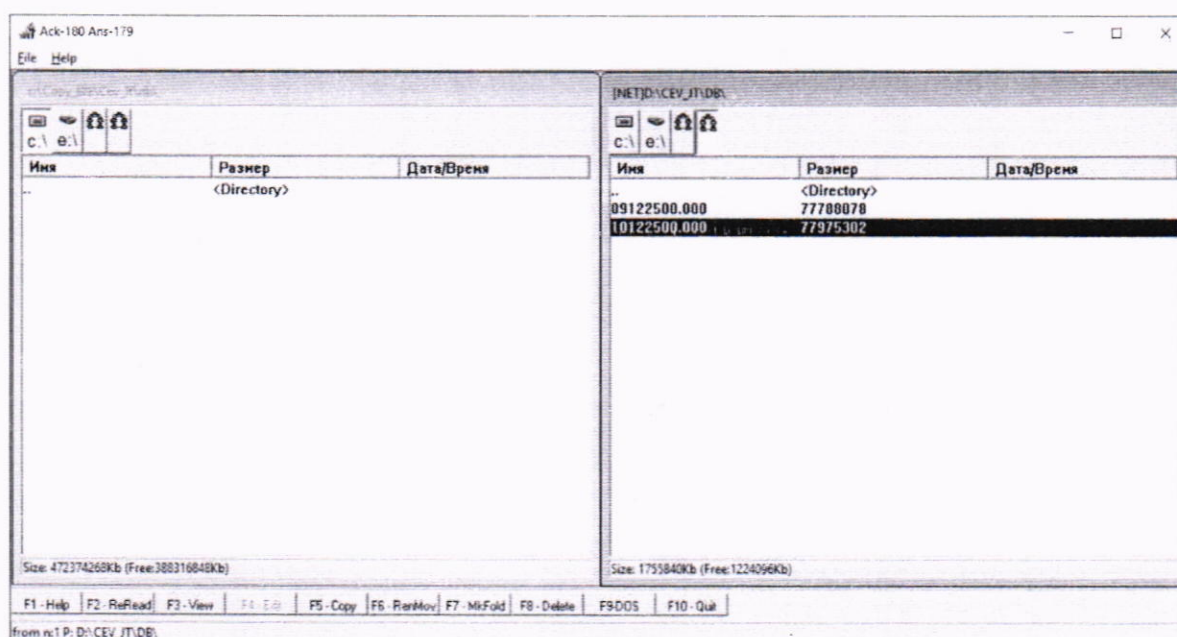 Ack-180 Ans-179
File Help
[NET]D:\CEV_JT\DB\
c:\ e:\
c:\ e:\
Имя Размер Дата/Время
Имя Размер Дата/Время
.. <Directory>
.. <Directory>
09122500.000 77788078
10122500.000 77975302
Size: 472374268Kb (Free:388316848Kb)
Size: 1755840Kb (Free:1224096Kb)
F1 - Help F2 - ReRead F3 - View F4 - Edit F5 - Copy F6 - RenMov F7 - MkFold F8 - Delete F9-DOS F10 - Quit
from n:1 P: D:\CEV_JT\DB\